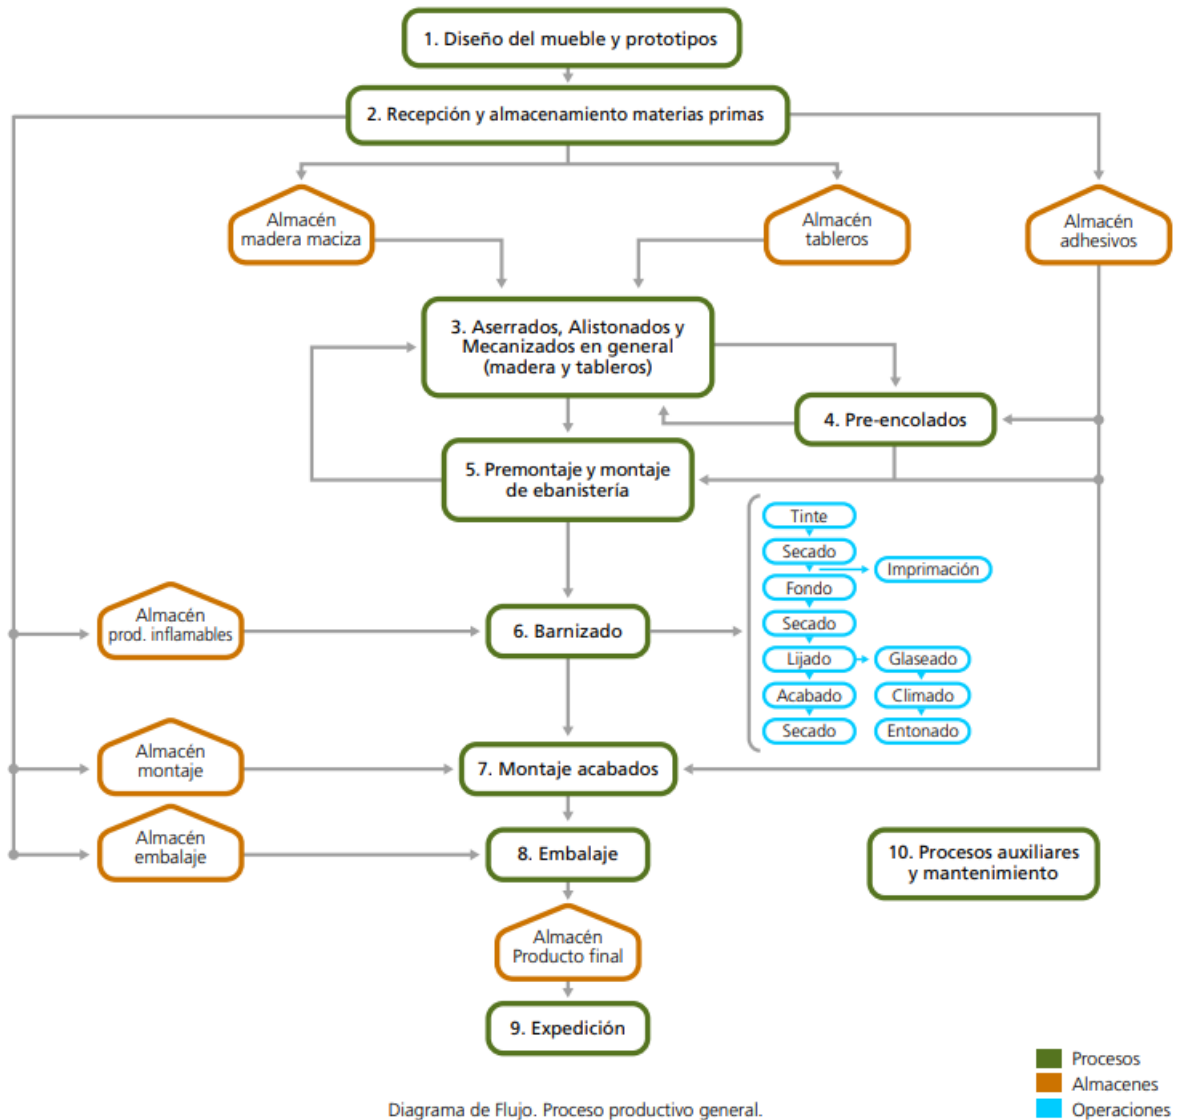 1. Diseño del mueble y prototipos
2. Recepción y almacenamiento materias primas
Almacén
madera maciza
Almacén
tableros
Almacén
adhesivos
3. Aserrados, Alistonados y
Mecanizados en general
(madera y tableros)
4. Pre-encolados
5. Premontaje y montaje
de ebanistería
Tinte
Secado
Imprimación
Fondo
Secado
Lijado
Glaseado
Acabado
Climado
Secado
Entonado
Almacén
prod. inflamables
6. Barnizado
Almacén
montaje
7. Montaje acabados
Almacén
embalaje
8. Embalaje
10. Procesos auxiliares
y mantenimiento
Almacén
Producto final
9. Expedición
Procesos
Almacenes
Operaciones
Diagrama de Flujo. Proceso productivo general.